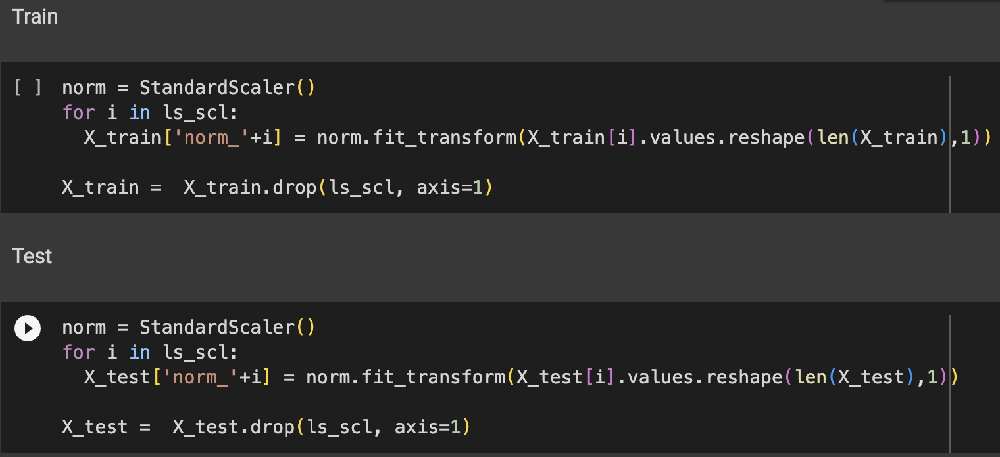 Train
[ ] norm = StandardScaler()
for i in ls_scl:
  X_train['norm_'+i] = norm.fit_transform(X_train[i].values.reshape(len(X_train),1))
X_train =  X_train.drop(ls_scl, axis=1)
Test
norm = StandardScaler()
for i in ls_scl:
  X_test['norm_'+i] = norm.fit_transform(X_test[i].values.reshape(len(X_test),1))
X_test =  X_test.drop(ls_scl, axis=1)